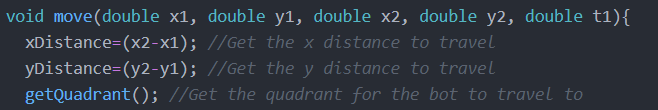 void move(double x1, double y1, double x2, double y2, double t1){
xDistance=(x2-x1); //Get the x distance to travel
yDistance=(y2-y1); //Get the y distance to travel
getQuadrant(); //Get the quadrant for the bot to travel to